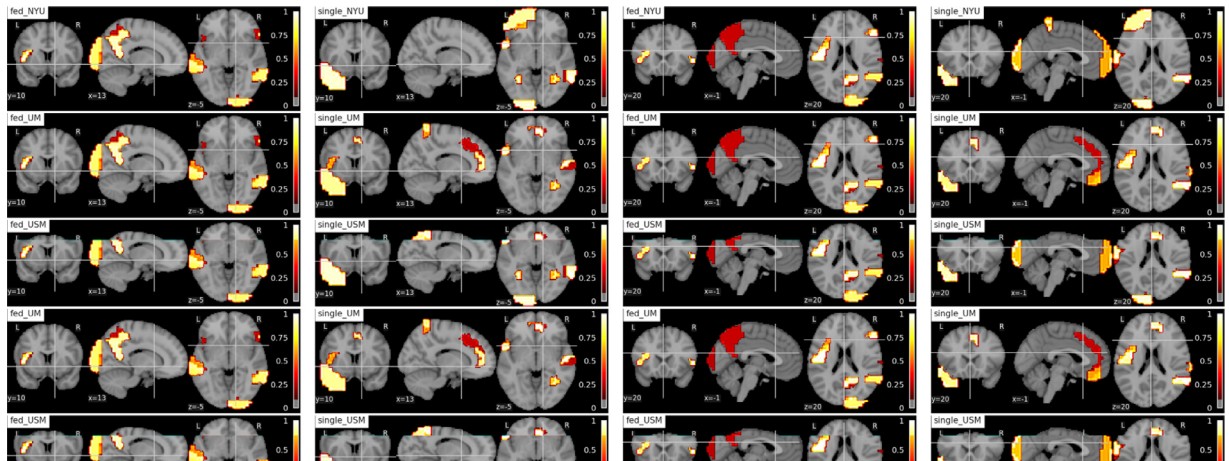 fed_NYU L R L R y=10 x=13 z=-5 1 0.75 0.5 0.25 0
single_NYU L R L R y=10 x=13 z=-5 1 0.75 0.5 0.25 0
fed_NYU L R L R y=20 x=-1 z=20 1 0.75 0.5 0.25 0
single_NYU L R L R y=20 x=-1 z=20 1 0.75 0.5 0.25 0
fed_UM L R L R y=10 x=13 z=-5 1 0.75 0.5 0.25 0
single_UM L R L R y=10 x=13 z=-5 1 0.75 0.5 0.25 0
fed_UM L R L R y=20 x=-1 z=20 1 0.75 0.5 0.25 0
single_UM L R L R y=20 x=-1 z=20 1 0.75 0.5 0.25 0
fed_USM L R L R y=10 x=13 z=-5 1 0.75 0.5 0.25 0
single_USM L R L R y=10 x=13 z=-5 1 0.75 0.5 0.25 0
fed_USM L R L R y=20 x=-1 z=20 1 0.75 0.5 0.25 0
single_USM L R L R y=20 x=-1 z=20 1 0.75 0.5 0.25 0
fed_UM L R L R y=10 x=13 z=-5 1 0.75 0.5 0.25 0
single_UM L R L R y=10 x=13 z=-5 1 0.75 0.5 0.25 0
fed_UM L R L R y=20 x=-1 z=20 1 0.75 0.5 0.25 0
single_UM L R L R y=20 x=-1 z=20 1 0.75 0.5 0.25 0
fed_USM L R L R 1 0.75
single_USM L R L R 1 0.75
fed_USM L R L R 1 0.75
single_USM L R L R 1 0.75